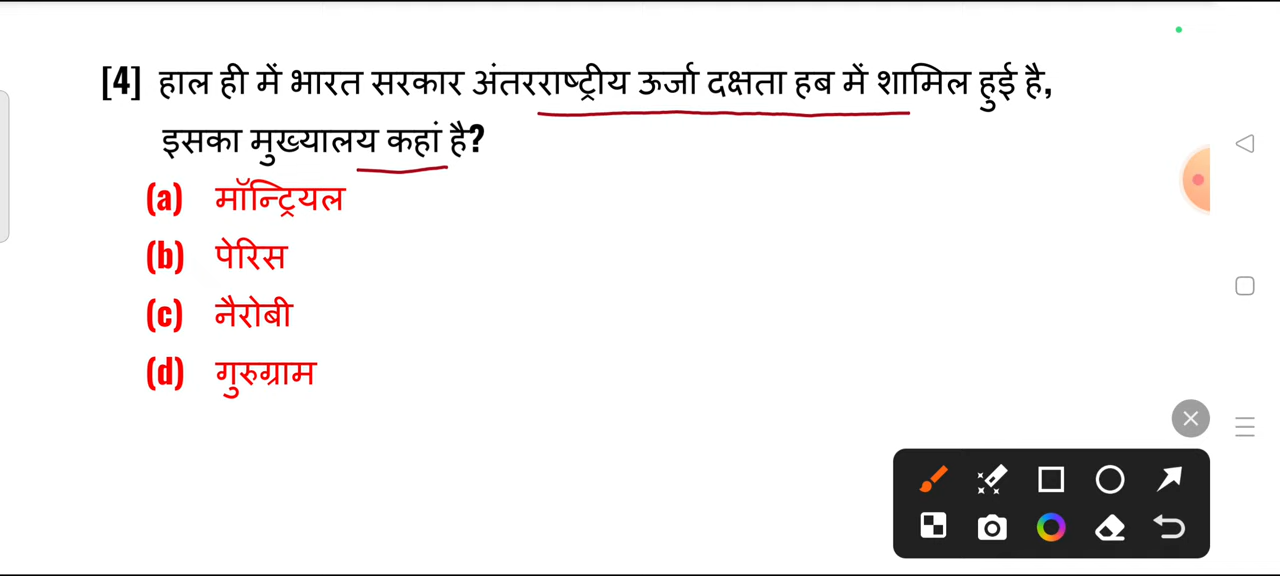 [4] हाल ही में भारत सरकार अंतरराष्ट्रीय ऊर्जा दक्षता हब में शामिल हुई है,
इसका मुख्यालय कहां है?
(a) मॉन्ट्रियल
(b) पेरिस
(c) नैरोबी
(d) गुरुग्राम